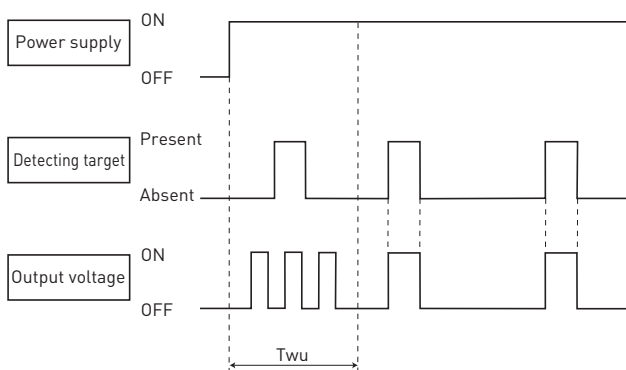 ON
Power supply
OFF
Present
Detecting target
Absent
ON
Output voltage
OFF
Twu